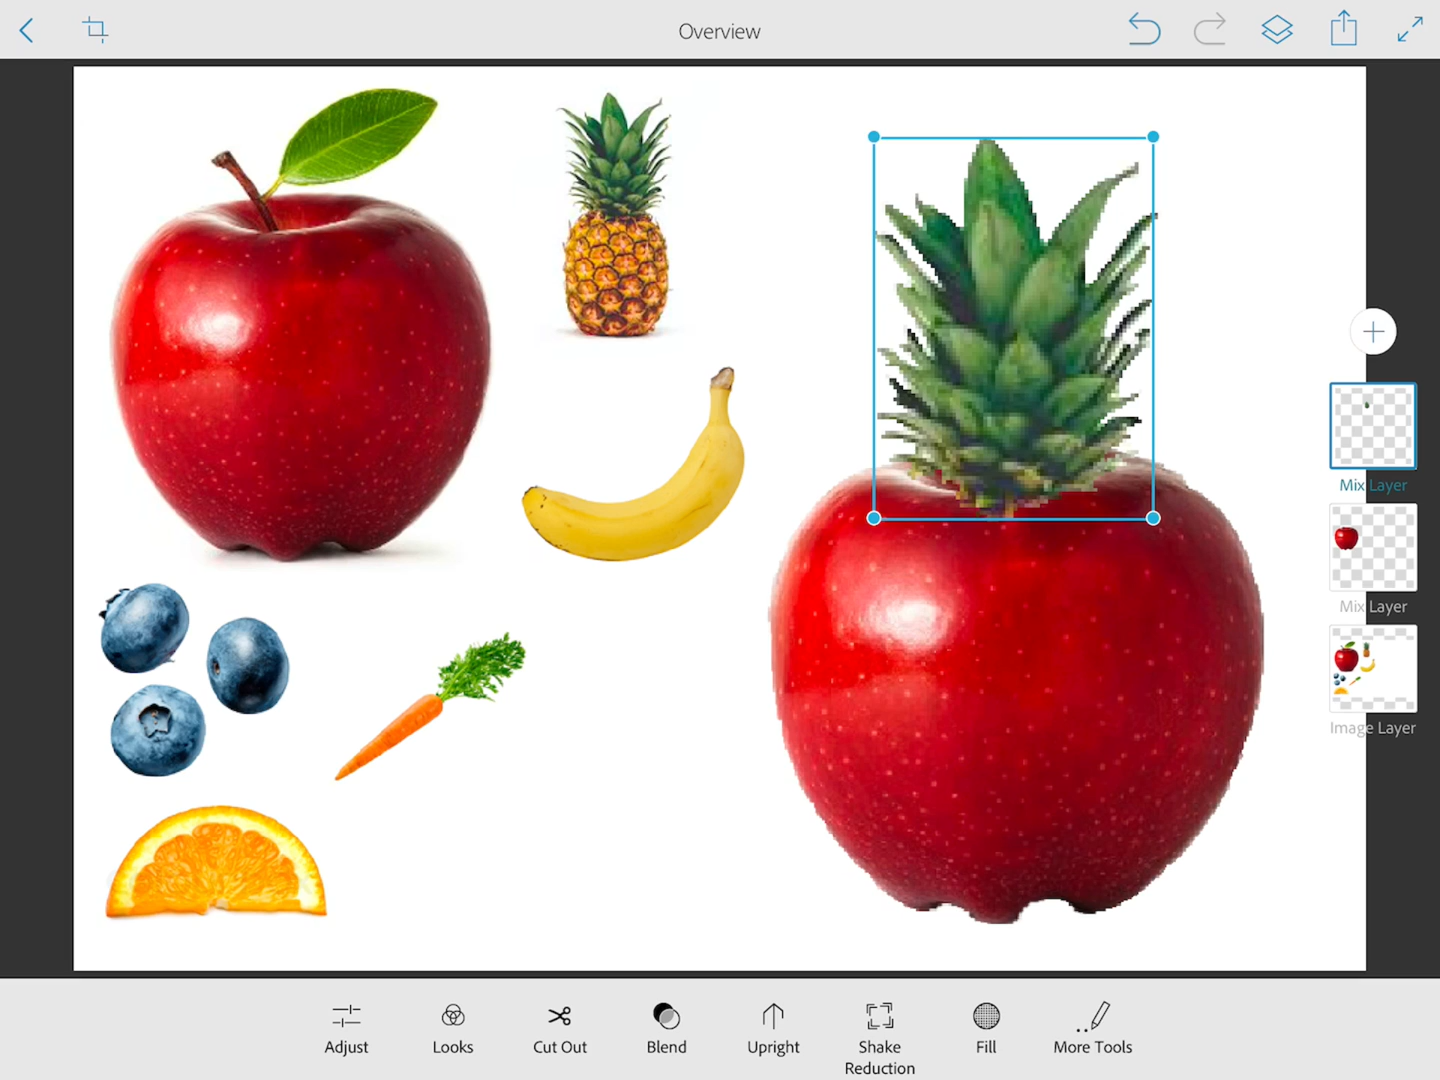 Overview
Mix Layer
Mix Layer
Image Layer
Adjust
Looks
Cut Out
Blend
Upright
Shake
Reduction
Fill
More Tools